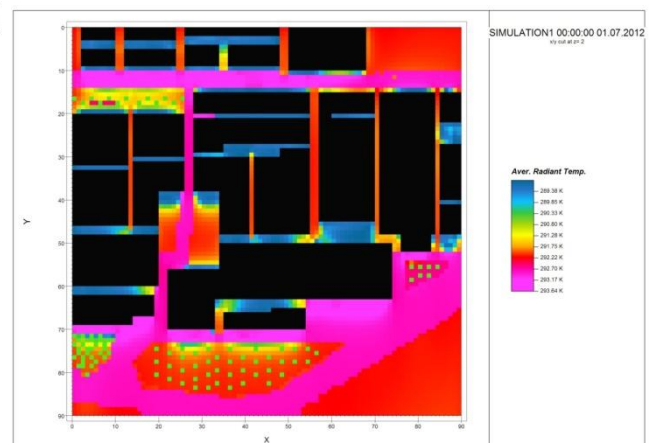 SIMULATION1 00:00:00 01.07.2012
x/y cut at z= 2
Aver. Radiant Temp.
289.38 K
289.85 K
290.33 K
290.80 K
291.28 K
291.75 K
292.22 K
292.70 K
293.17 K
293.64 K
0
10
20
30
40
50
60
70
80
90
Y
0 10 20 30 40 50 60 70 80 90
X